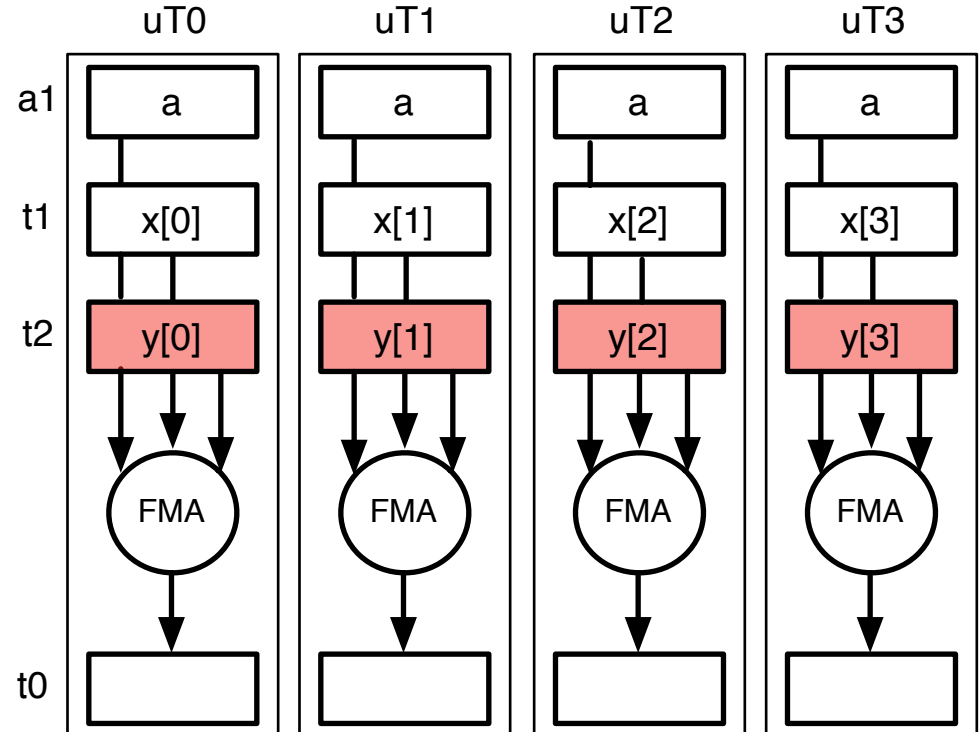 uT0 uT1 uT2 uT3
a1 a a a a
t1 x[0] x[1] x[2] x[3]
t2 y[0] y[1] y[2] y[3]
FMA FMA FMA FMA
t0